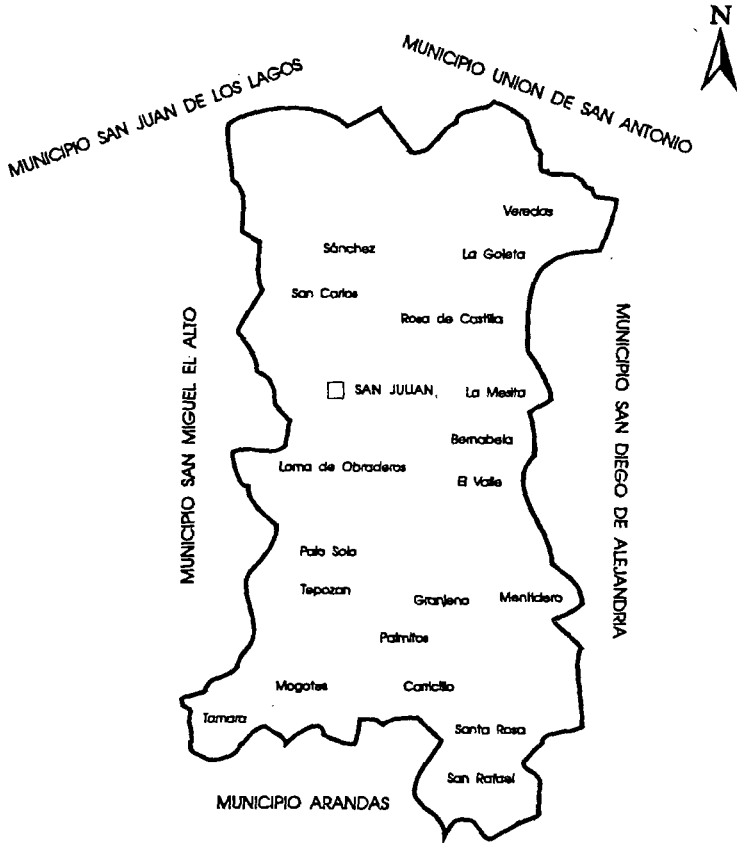 N
MUNICIPIO SAN JUAN DE LOS LAGOS
MUNICIPIO UNION DE SAN ANTONIO
Veredas
Sánchez
La Goleta
San Carlos
Rosa de Castilla
MUNICIPIO SAN MIGUEL EL ALTO
MUNICIPIO SAN DIEGO DE ALEJANDRIA
SAN JULIAN
La Mesita
Bernabela
Loma de Obraderos
El Valle
Palo Solo
Tepozan
Granjeno
Mentidero
Palmitos
Mogotes
Carricillo
Tamara
Santa Rosa
San Rafael
MUNICIPIO ARANDAS